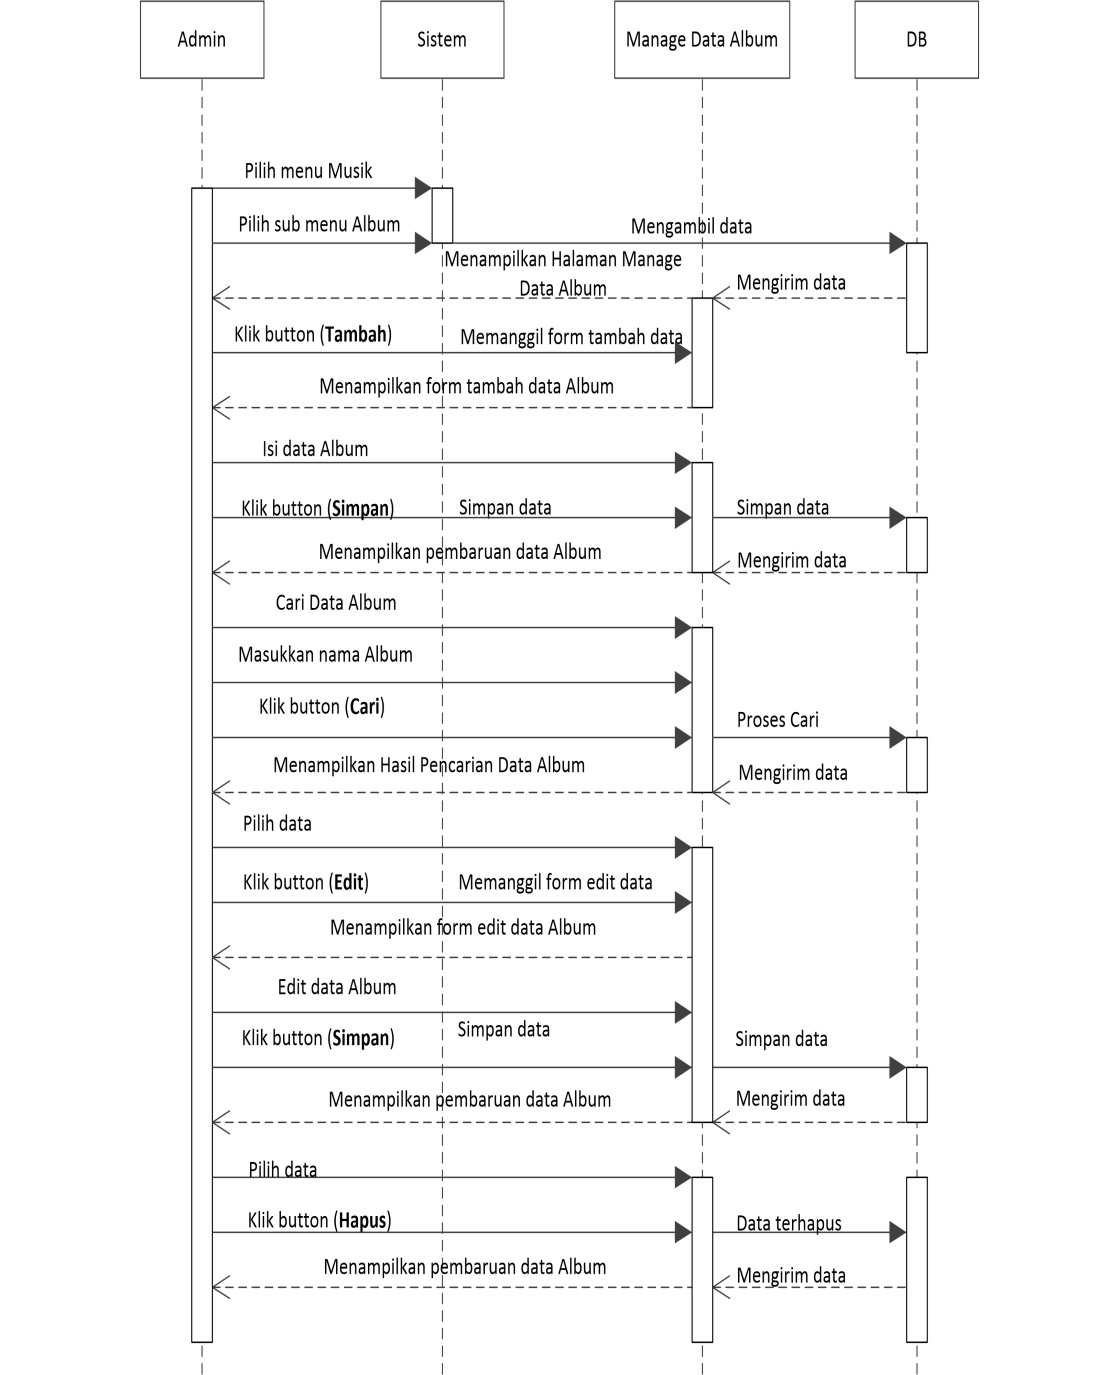 Admin
Sistem
Manage Data Album
DB
Pilih menu Musik
Pilih sub menu Album
Mengambil data
Menampilkan Halaman Manage
Data Album
Mengirim data
Klik button (Tambah)
Memanggil form tambah data
Menampilkan form tambah data Album
Isi data Album
Klik button (Simpan)
Simpan data
Simpan data
Menampilkan pembaruan data Album
Mengirim data
Cari Data Album
Masukkan nama Album
Klik button (Cari)
Proses Cari
Menampilkan Hasil Pencarian Data Album
Mengirim data
Pilih data
Klik button (Edit)
Memanggil form edit data
Menampilkan form edit data Album
Edit data Album
Klik button (Simpan)
Simpan data
Simpan data
Menampilkan pembaruan data Album
Mengirim data
Pilih data
Klik button (Hapus)
Data terhapus
Menampilkan pembaruan data Album
Mengirim data